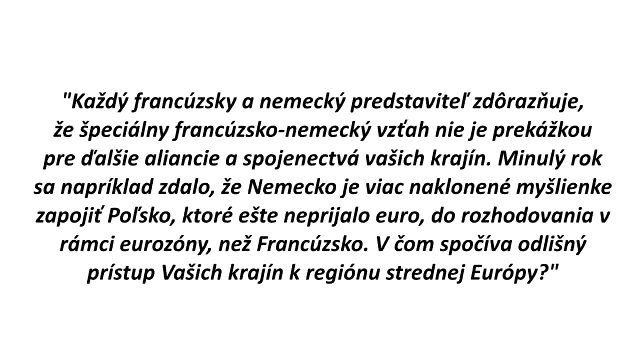 "Každý francúzsky a nemecký predstaviteľ zdôrazňuje,
že špeciálny francúzsko-nemecký vzťah nie je prekážkou
pre ďalšie aliancie a spojenectvá vašich krajín. Minulý rok
sa napríklad zdalo, že Nemecko je viac naklonené myšlienke
zapojiť Poľsko, ktoré ešte neprijalo euro, do rozhodovania v
rámci eurozóny, než Francúzsko. V čom spočíva odlišný
prístup Vašich krajín k regiónu strednej Európy?"